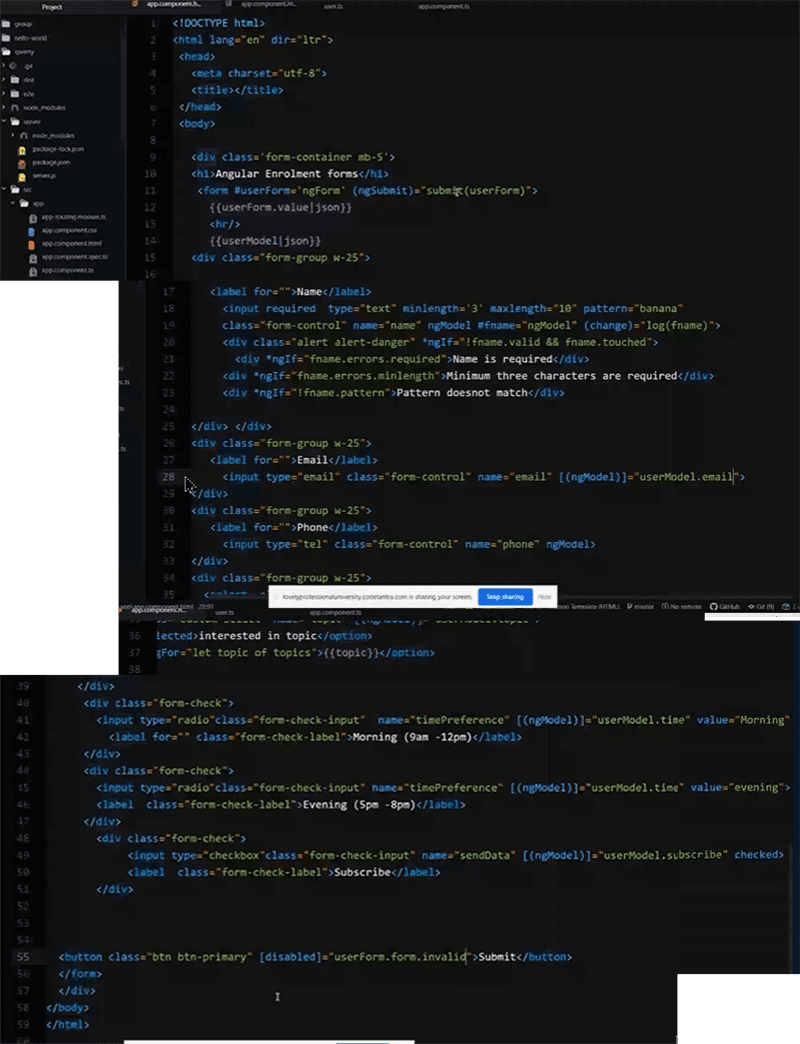 Project
app.component.h...
app.component.ht...
user.ts
app.component.ts
group
hello-world
qwerty
.git
dist
e2e
node_modules
server
node_modules
package-lock.json
package.json
server.js
src
app
app-routing-module.ts
app.component.css
app.component.html
app.component.spec.ts
app.component.ts
1 <!DOCTYPE html>
2 <html lang="en" dir="ltr">
3 <head>
4 <meta charset="utf-8">
5 <title></title>
6 </head>
7 <body>
8
9 <div class='form-container mb-5'>
10 <h1>Angular Enrolment forms</h1>
11 <form #userForm='ngForm' (ngSubmit)="submit(userForm)">
12 {{userForm.value|json}}
13 <hr/>
14 {{userModel|json}}
15 <div class="form-group w-25">
16
17 <label for="">Name</label>
18 <input required type="text" minlength='3' maxlength="10" pattern="banana"
19 class="form-control" name="name" ngModel #fname="ngModel" (change)="log(fname)">
20 <div class="alert alert-danger" *ngIf="!fname.valid && fname.touched">
21 <div *ngIf="fname.errors.required">Name is required</div>
22 <div *ngIf="fname.errors.minlength">Minimum three characters are required</div>
23 <div *ngIf="!fname.pattern">Pattern doesnot match</div>
24
25 </div> </div>
26 <div class="form-group w-25">
27 <label for="">Email</label>
28 <input type="email" class="form-control" name="email" [(ngModel)]="userModel.email">
29 </div>
30 <div class="form-group w-25">
31 <label for="">Phone</label>
32 <input type="tel" class="form-control" name="phone" ngModel>
33 </div>
34 <div class="form-group w-25">
35
lovelyprofessionaluniversity.codetantra.com is sharing your screen. Stop sharing Hide
app.component.html 28:91
Template (HTML) master No remote GitHub Git (9)
app.component.h...
user.ts
app.component.ts
36 lected>interested in topic</option>
37 gFor="let topic of topics">{{topic}}</option>
38
39 </div>
40 <div class="form-check">
41 <input type="radio"class="form-check-input" name="timePreference" [(ngModel)]="userModel.time" value="Morning"
42 <label for="" class="form-check-label">Morning (9am -12pm)</label>
43 </div>
44 <div class="form-check">
45 <input type="radio"class="form-check-input" name="timePreference" [(ngModel)]="userModel.time" value="evening">
46 <label class="form-check-label">Evening (5pm -8pm)</label>
47 </div>
48 <div class="form-check">
49 <input type="checkbox"class="form-check-input" name="sendData" [(ngModel)]="userModel.subscribe" checked>
50 <label class="form-check-label">Subscribe</label>
51 </div>
52
53
54
55 <button class="btn btn-primary" [disabled]="userForm.form.invalid">Submit</button>
56 </form>
57 </div>
58 </body>
59 </html>
60